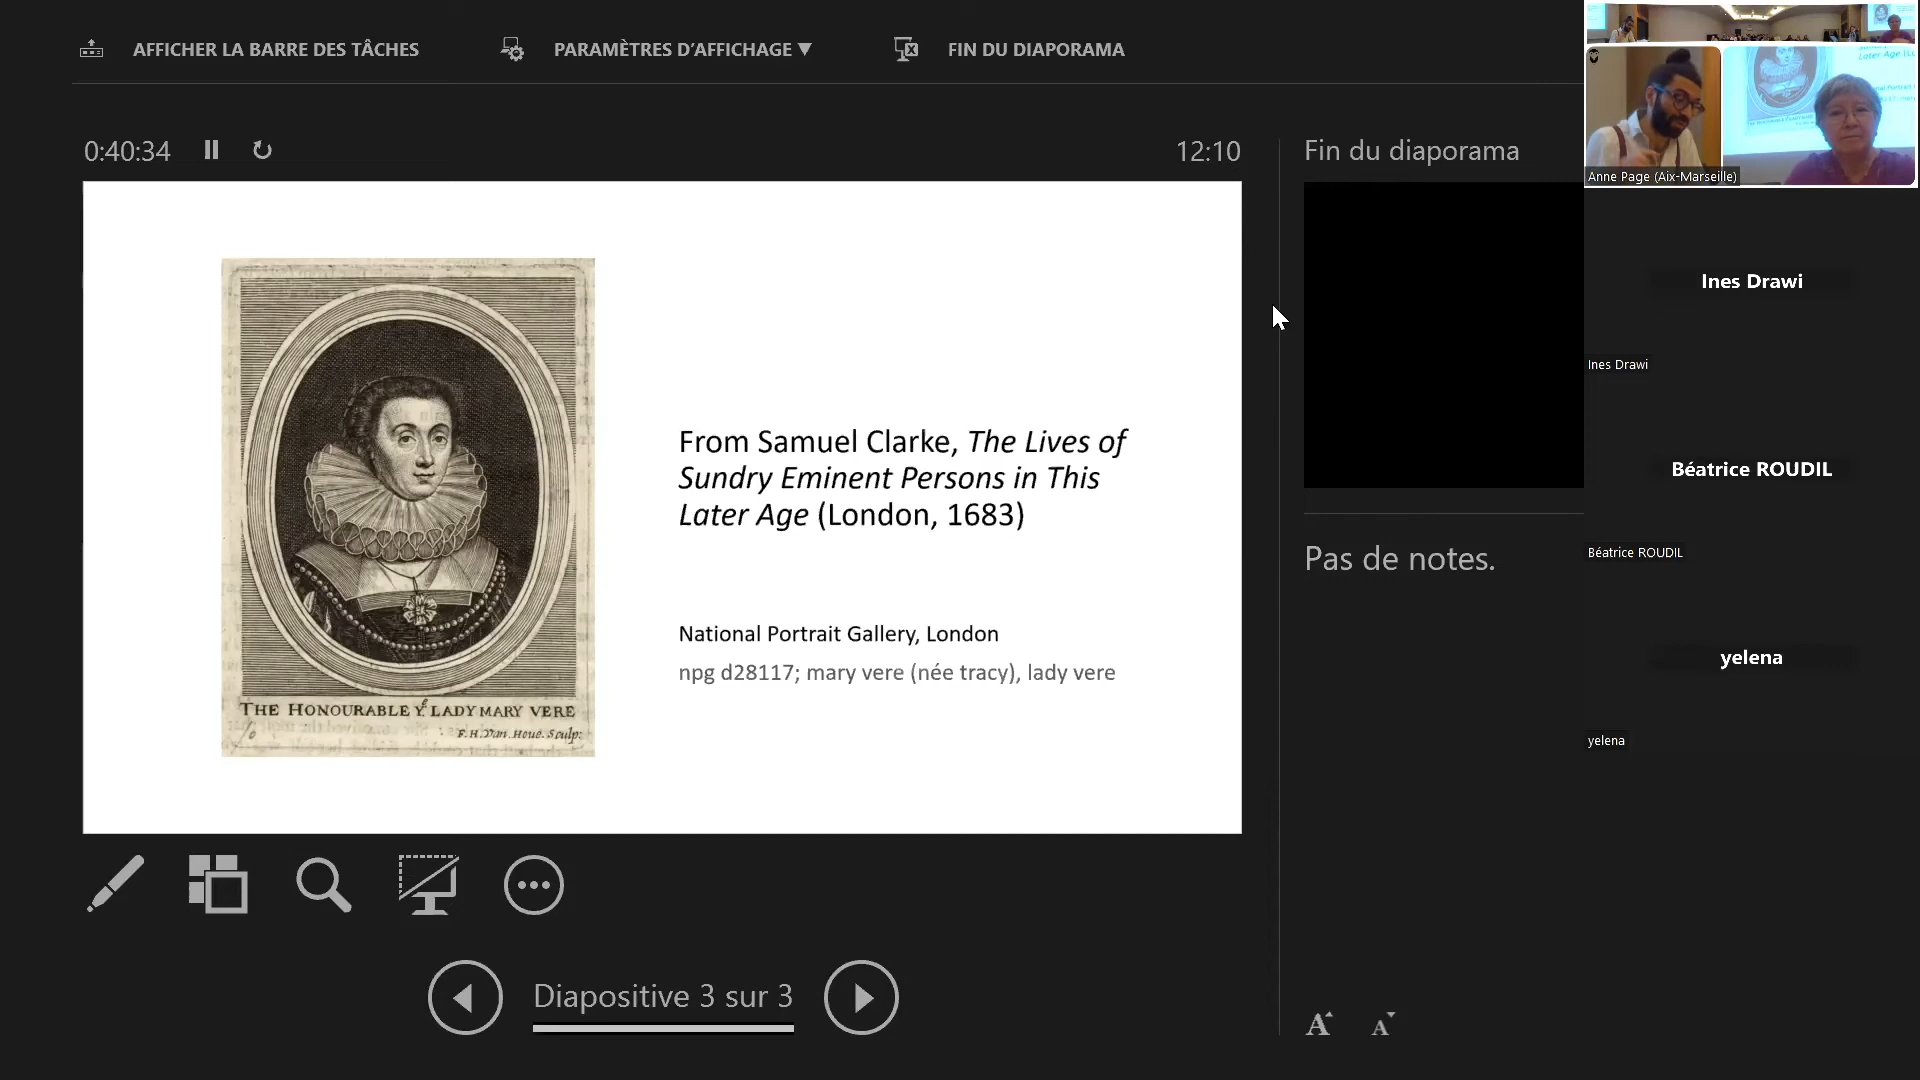 AFFICHER LA BARRE DES TÂCHES
PARAMÈTRES D'AFFICHAGE ▼
FIN DU DIAPORAMA
0:40:34
12:10
From Samuel Clarke, The Lives of
Sundry Eminent Persons in This
Later Age (London, 1683)
National Portrait Gallery, London
npg d28117; mary vere (née tracy), lady vere
THE HONOURABLE Yᵉ LADY MARY VERE
F.H.Van.Houe.Sculp:
Diapositive 3 sur 3
Fin du diaporama
Pas de notes.
A A
Later Age
Anne Page (Aix-Marseille)
Ines Drawi
Ines Drawi
Béatrice ROUDIL
Béatrice ROUDIL
yelena
yelena